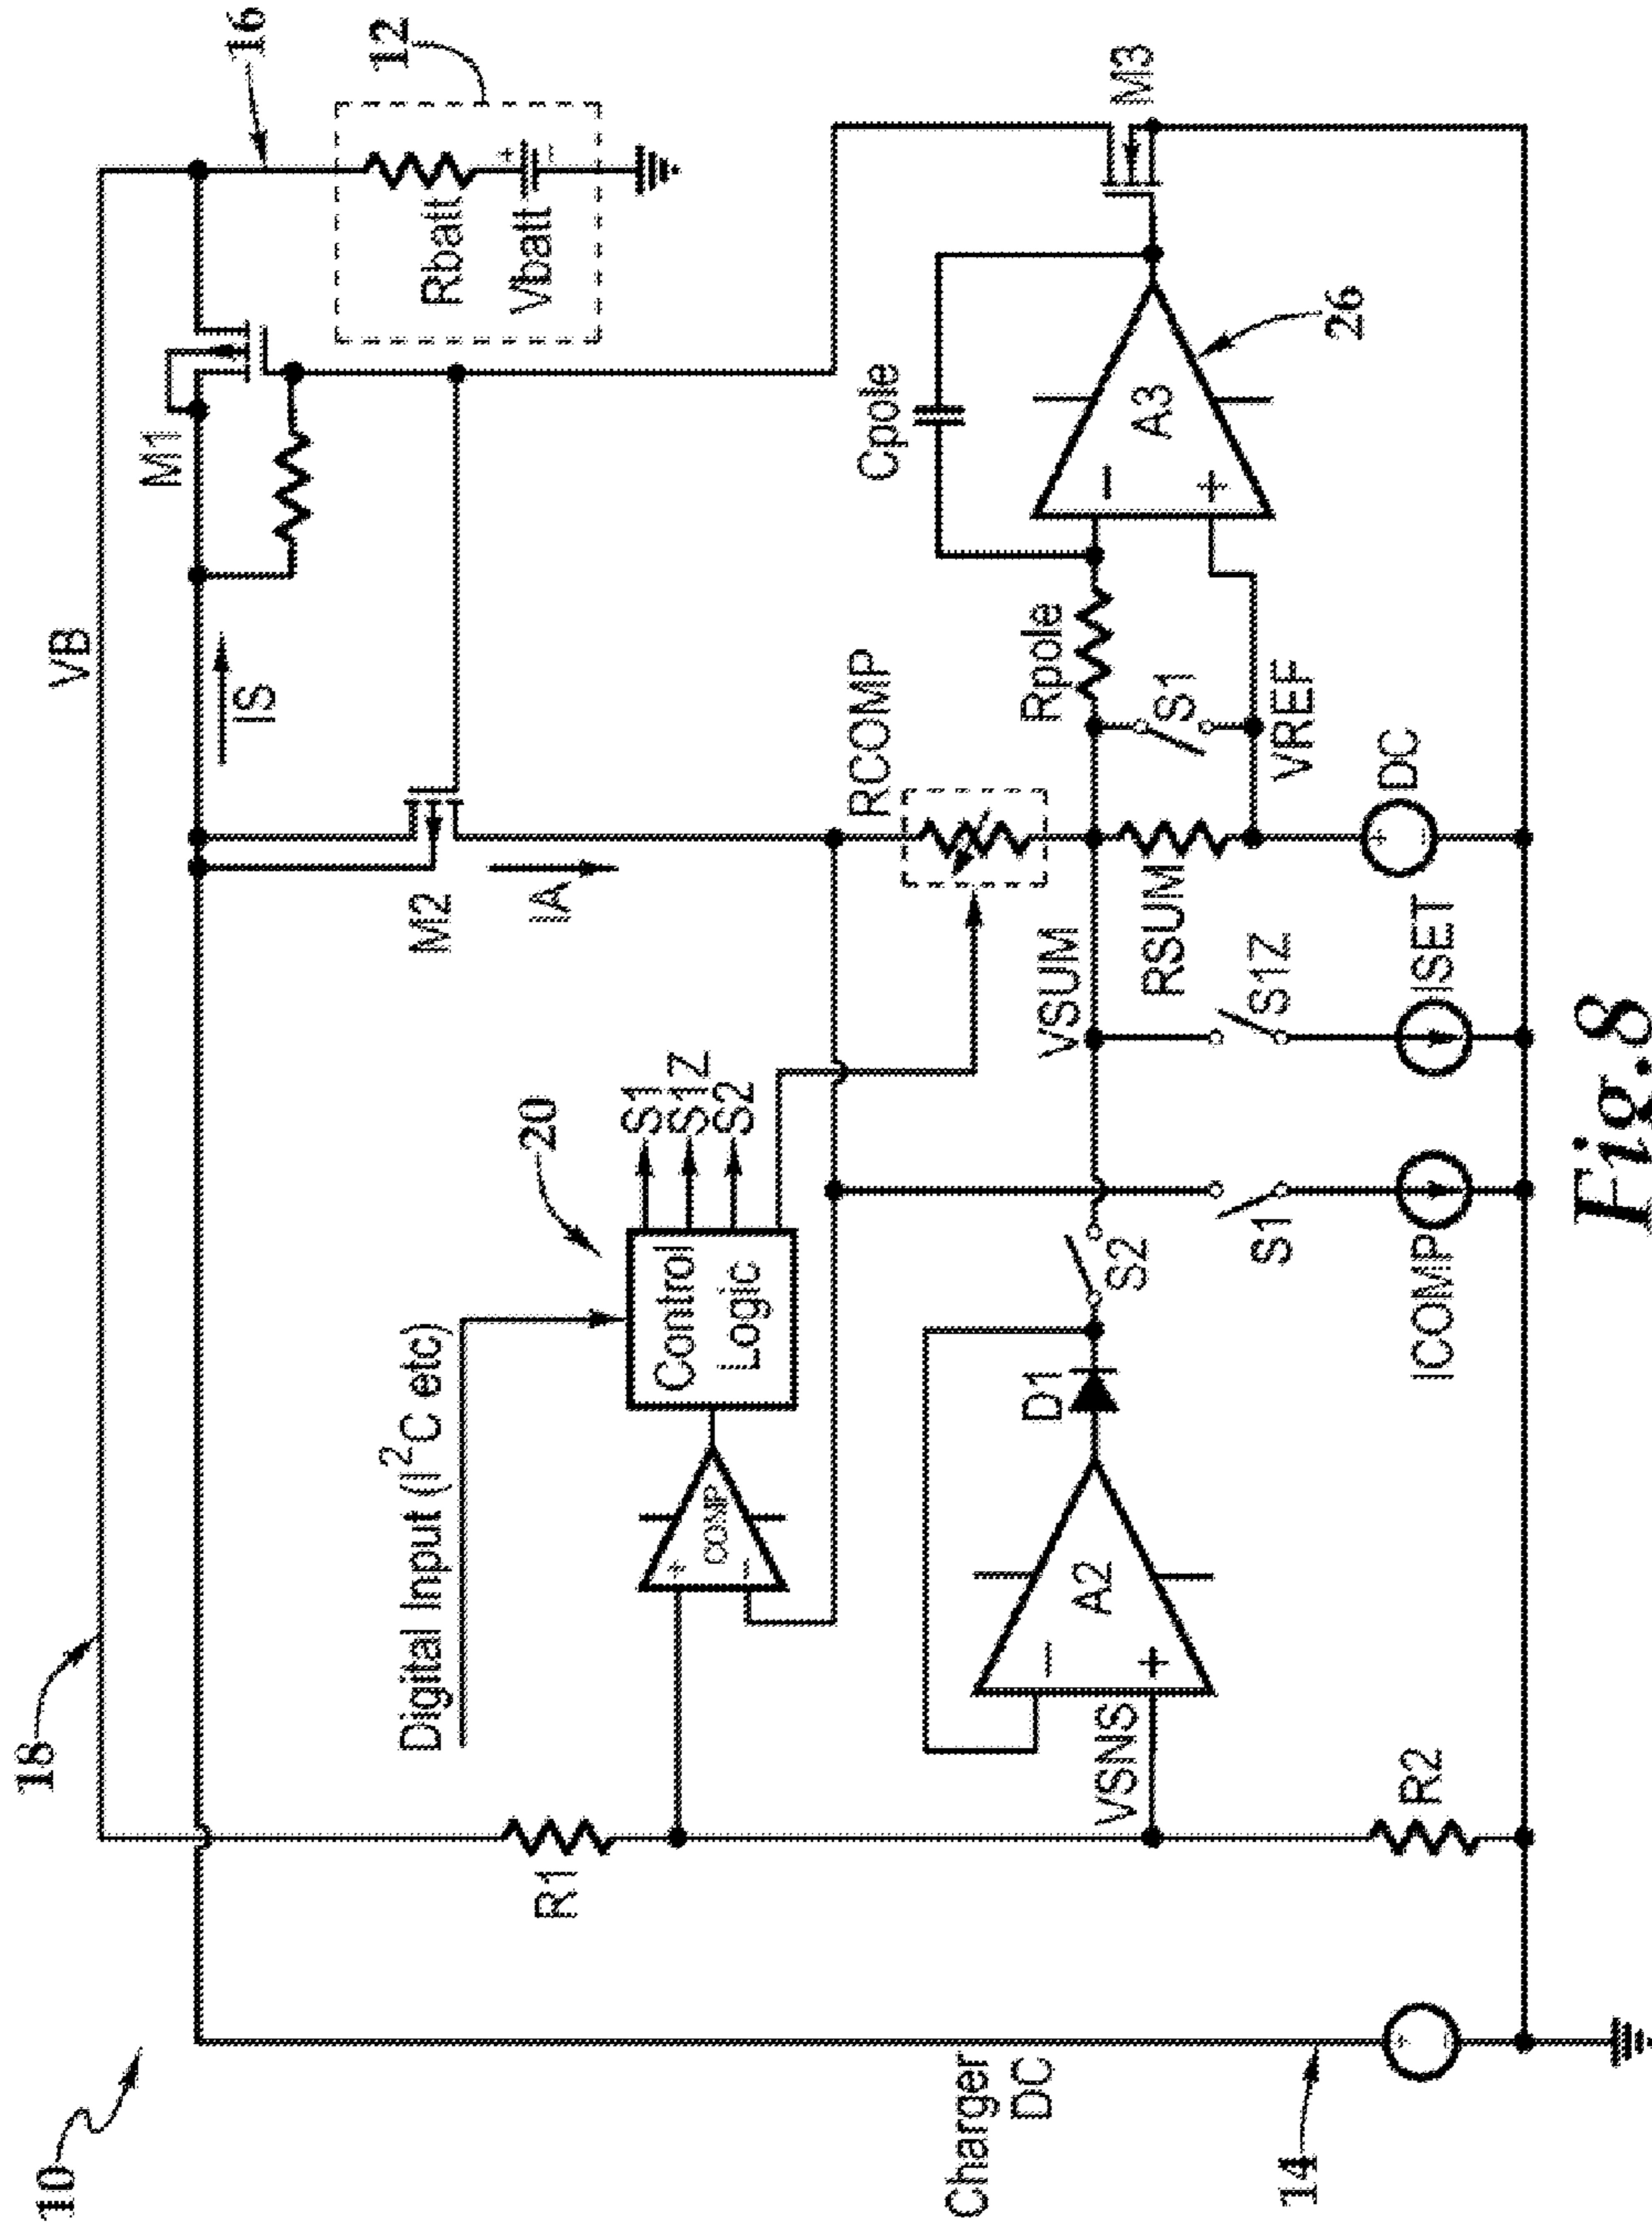 10
18
VB
16
12
M1
IS
Rbatt
Vbatt
+
−
M2
IA
Digital Input (I²C etc)
20
S1
S1Z
S2
Control
Logic
COMP
+
−
R1
RCOMP
Cpole
M3
Rpole
A3
−
+
26
VSUM
RSUM
S1
VREF
D1
S2
A2
−
+
VSNS
S1
S1Z
R2
ICOMP
ISET
DC
Charger
DC
14
Fig.8